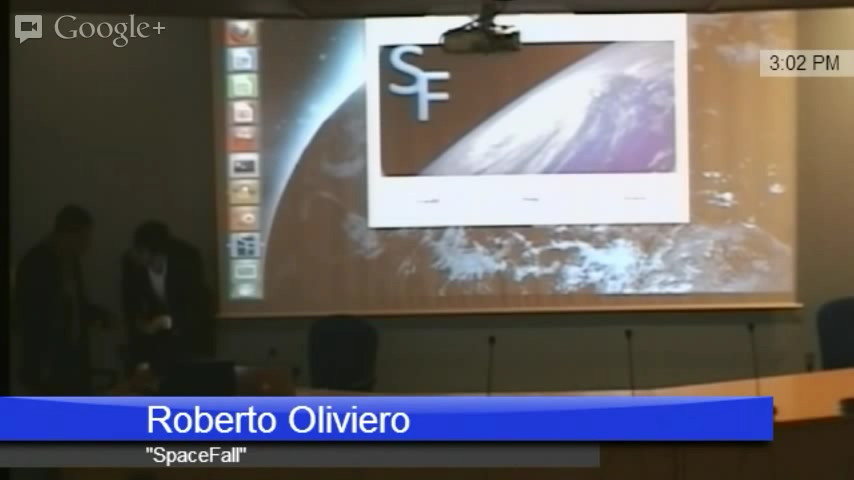 Google+
3:02 PM
SF
Roberto Oliviero
"SpaceFall"